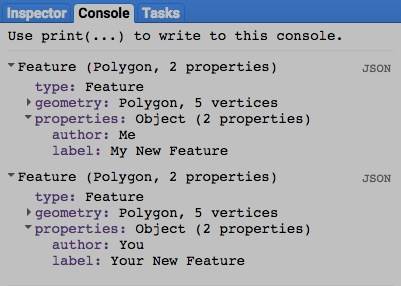 Inspector Console Tasks
Use print(...) to write to this console.
Feature (Polygon, 2 properties) JSON
type: Feature
geometry: Polygon, 5 vertices
properties: Object (2 properties)
author: Me
label: My New Feature
Feature (Polygon, 2 properties) JSON
type: Feature
geometry: Polygon, 5 vertices
properties: Object (2 properties)
author: You
label: Your New Feature